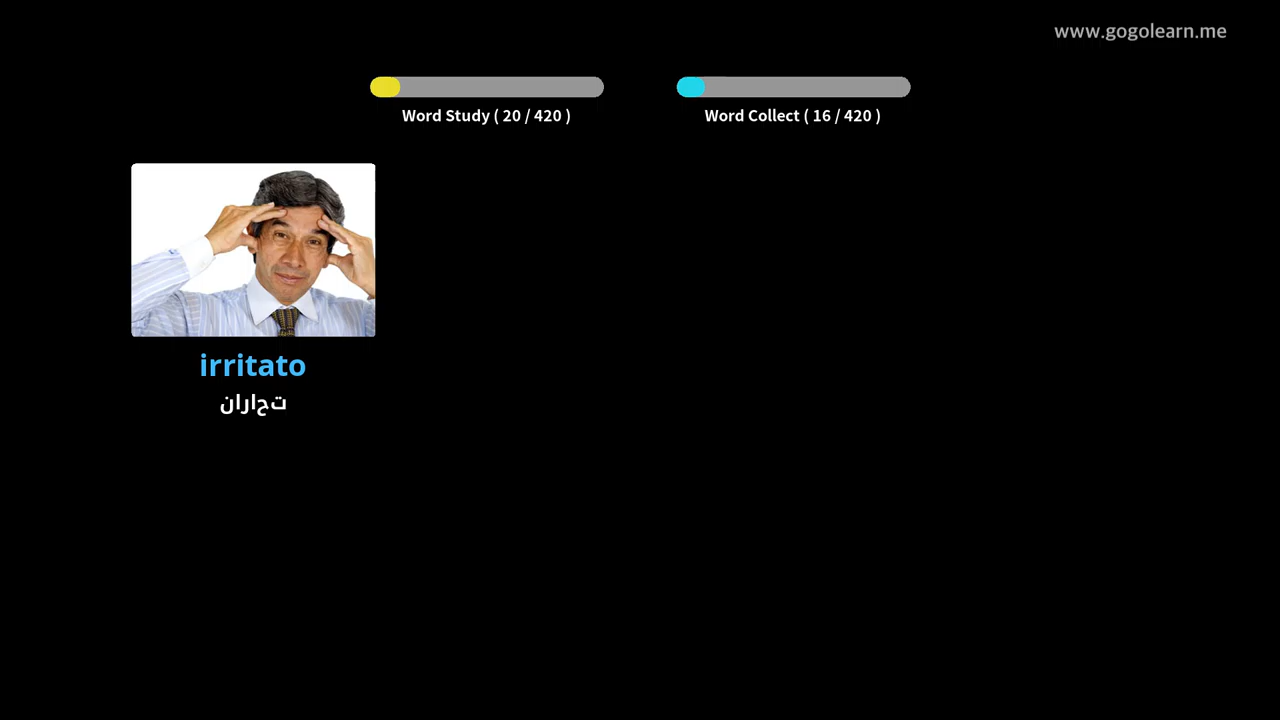 www.gogolearn.me
Word Study ( 20 / 420 )
Word Collect ( 16 / 420 )
irritato
تحاران